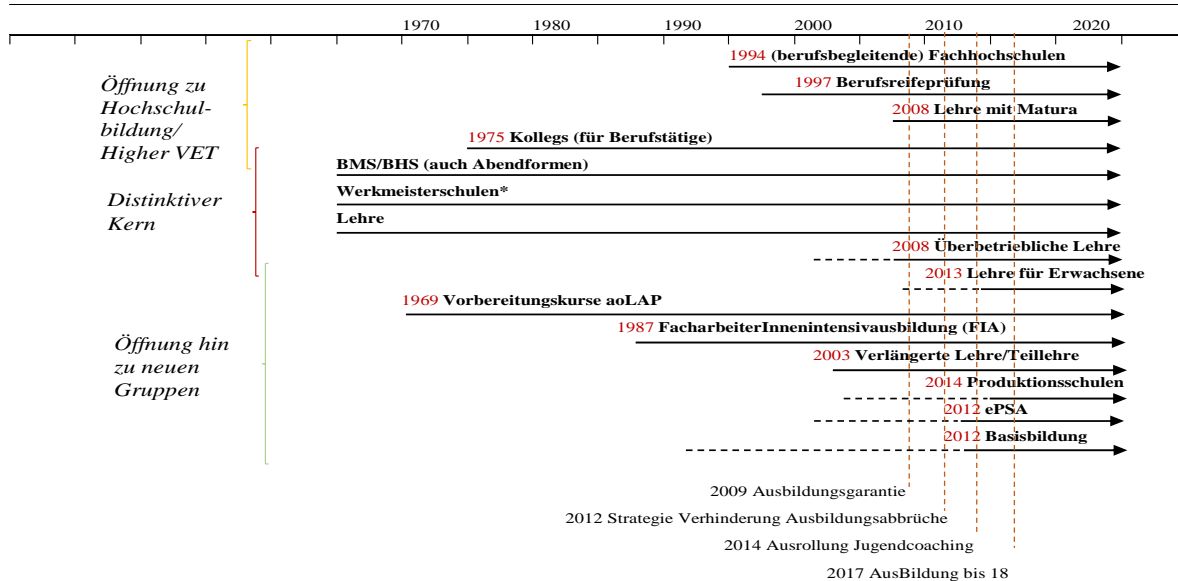 1970 1980 1990 2000 2010 2020
1994 (berufsbegleitende) Fachhochschulen
1997 Berufsreifeprüfung
2008 Lehre mit Matura
1975 Kollegs (für Berufstätige)
BMS/BHS (auch Abendformen)
Werkmeisterschulen*
Lehre
2008 Überbetriebliche Lehre
2013 Lehre für Erwachsene
1969 Vorbereitungskurse aoLAP
1987 FacharbeiterInnenintensivausbildung (FIA)
2003 Verlängerte Lehre/Teillehre
2014 Produktionsschulen
2012 ePSA
2012 Basisbildung
Öffnung zu
Hochschul-
bildung/
Higher VET
Distinktiver
Kern
Öffnung hin
zu neuen
Gruppen
2009 Ausbildungsgarantie
2012 Strategie Verhinderung Ausbildungsabbrüche
2014 Ausrollung Jugendcoaching
2017 AusBildung bis 18